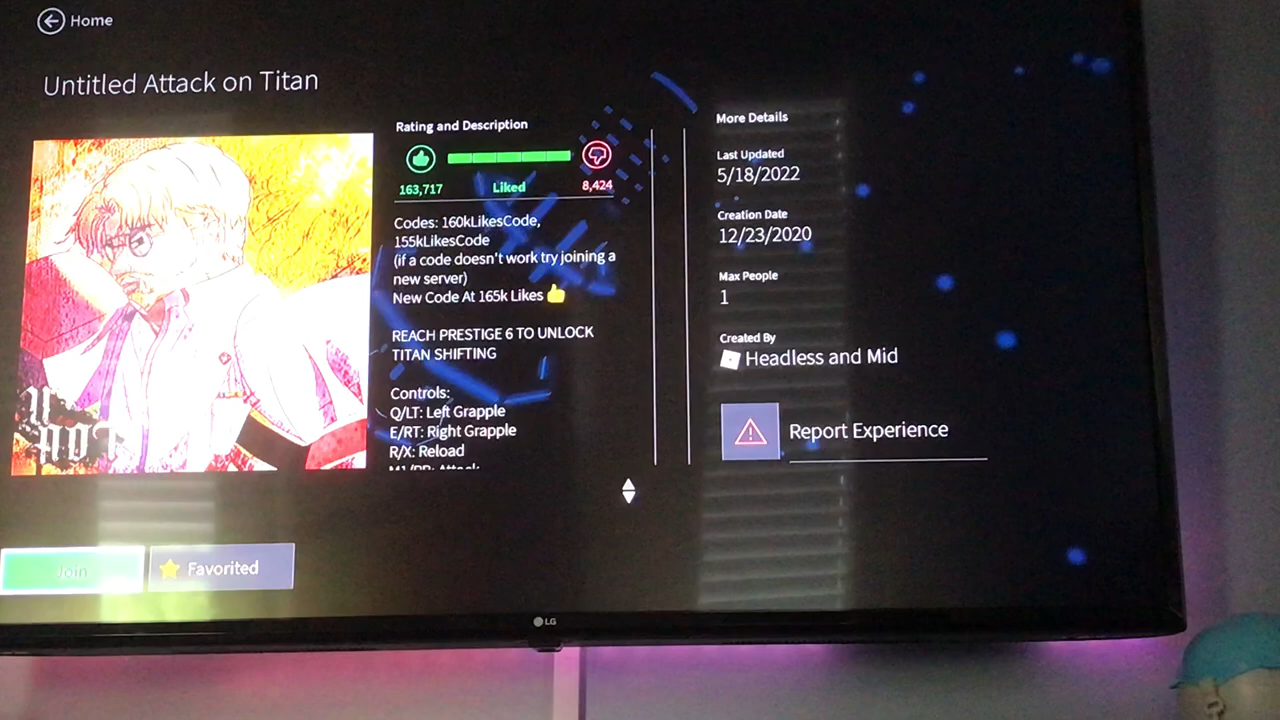 Home
Untitled Attack on Titan
Rating and Description
163,717
Liked
8,424
Codes: 160kLikesCode,
155kLikesCode
(if a code doesn't work try joining a
new server)
New Code At 165k Likes 👍
REACH PRESTIGE 6 TO UNLOCK
TITAN SHIFTING
Controls:
Q/LT: Left Grapple
E/RT: Right Grapple
R/X: Reload
M1/RB: Attack
More Details
Last Updated
5/18/2022
Creation Date
12/23/2020
Max People
1
Created By
Headless and Mid
Report Experience
Join
Favorited
LG